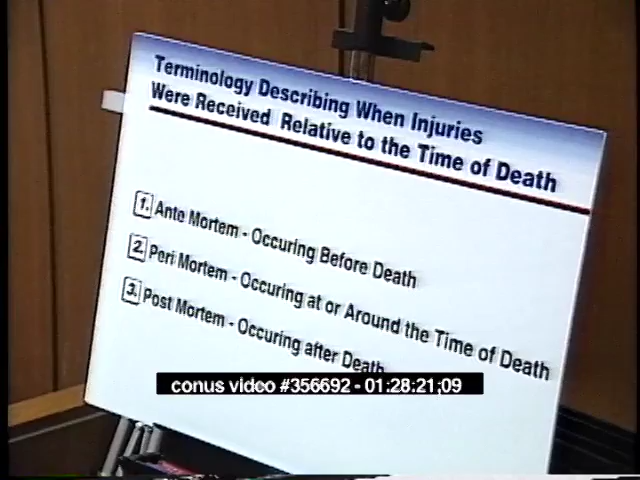 Terminology Describing When Injuries
Were Received Relative to the Time of Death
1. Ante Mortem - Occuring Before Death
2. Peri Mortem - Occuring at or Around the Time of Death
3. Post Mortem - Occuring after Death
conus video #356692 - 01:28:21;09